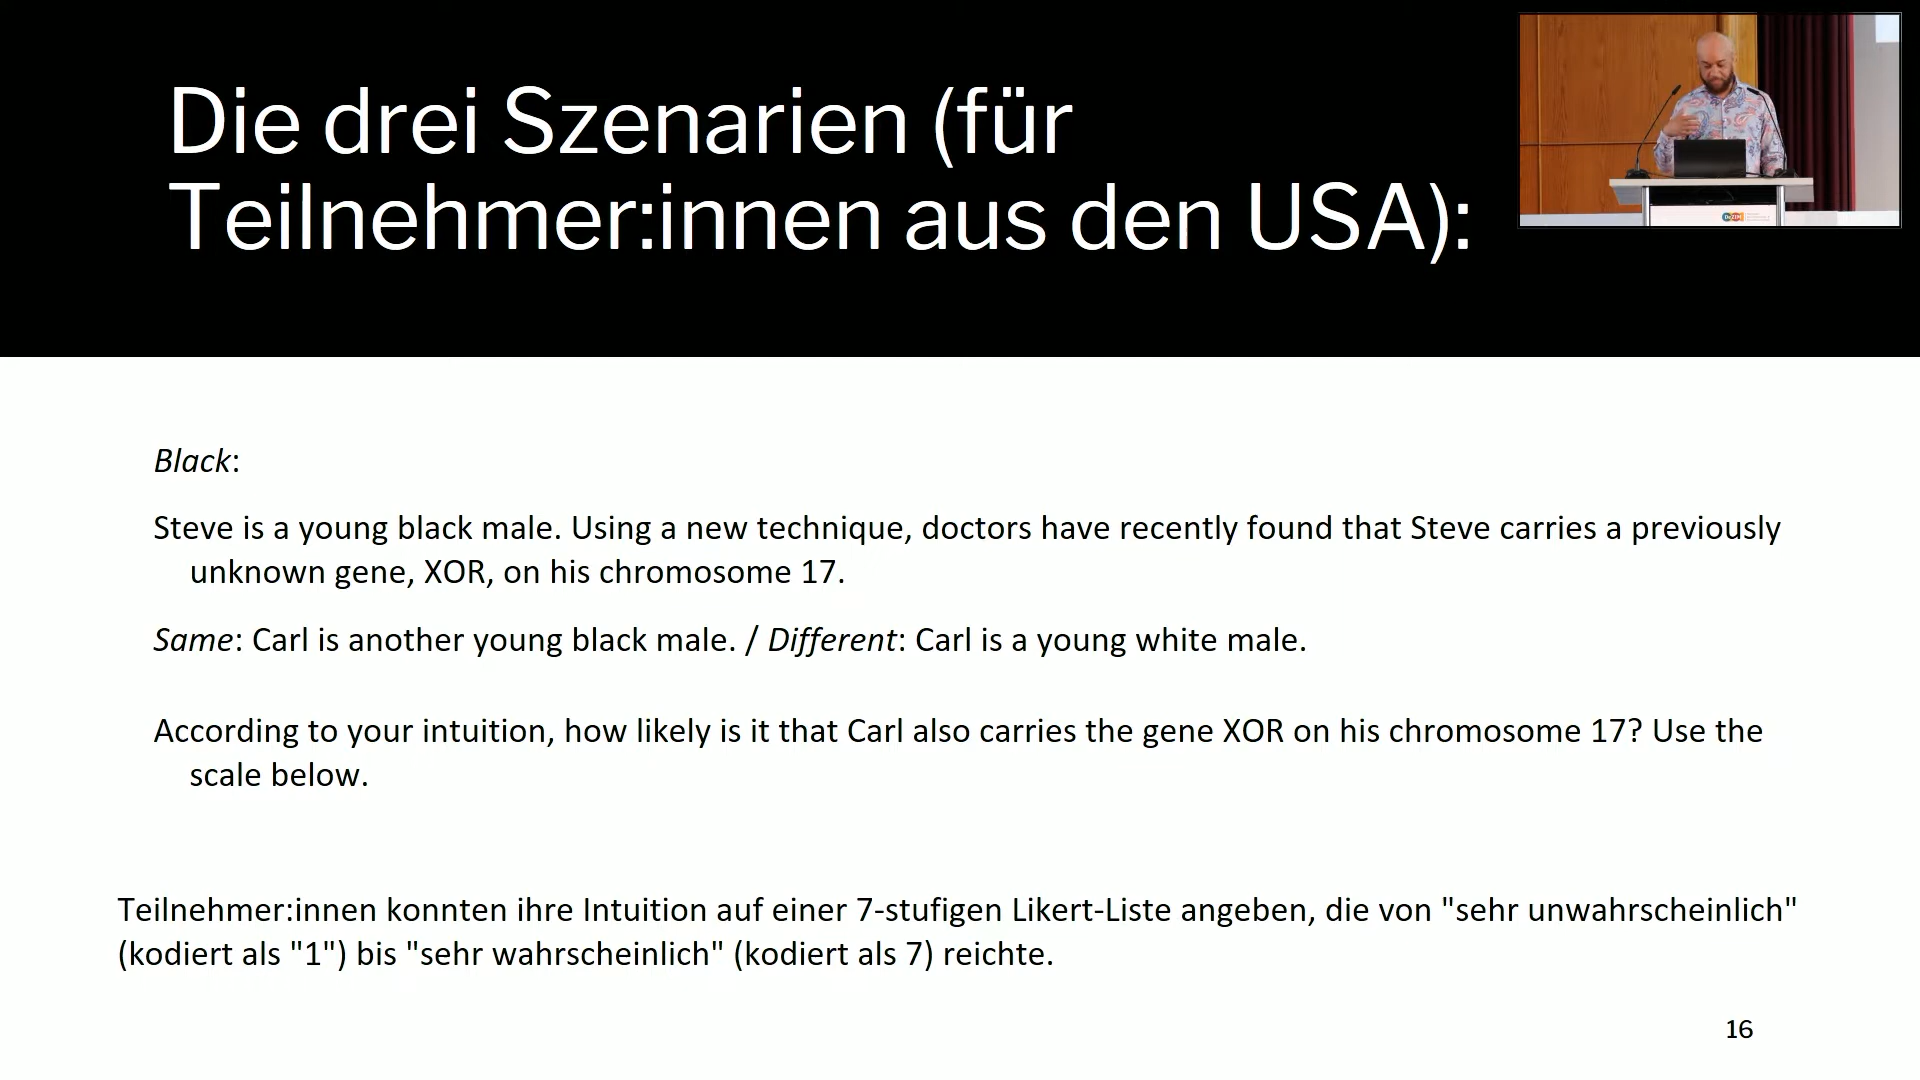 Die drei Szenarien (für
Teilnehmer:innen aus den USA):
Black:
Steve is a young black male. Using a new technique, doctors have recently found that Steve carries a previously
unknown gene, XOR, on his chromosome 17.
Same: Carl is another young black male. / Different: Carl is a young white male.
According to your intuition, how likely is it that Carl also carries the gene XOR on his chromosome 17? Use the
scale below.
Teilnehmer:innen konnten ihre Intuition auf einer 7-stufigen Likert-Liste angeben, die von "sehr unwahrscheinlich"
(kodiert als "1") bis "sehr wahrscheinlich" (kodiert als 7) reichte.
16